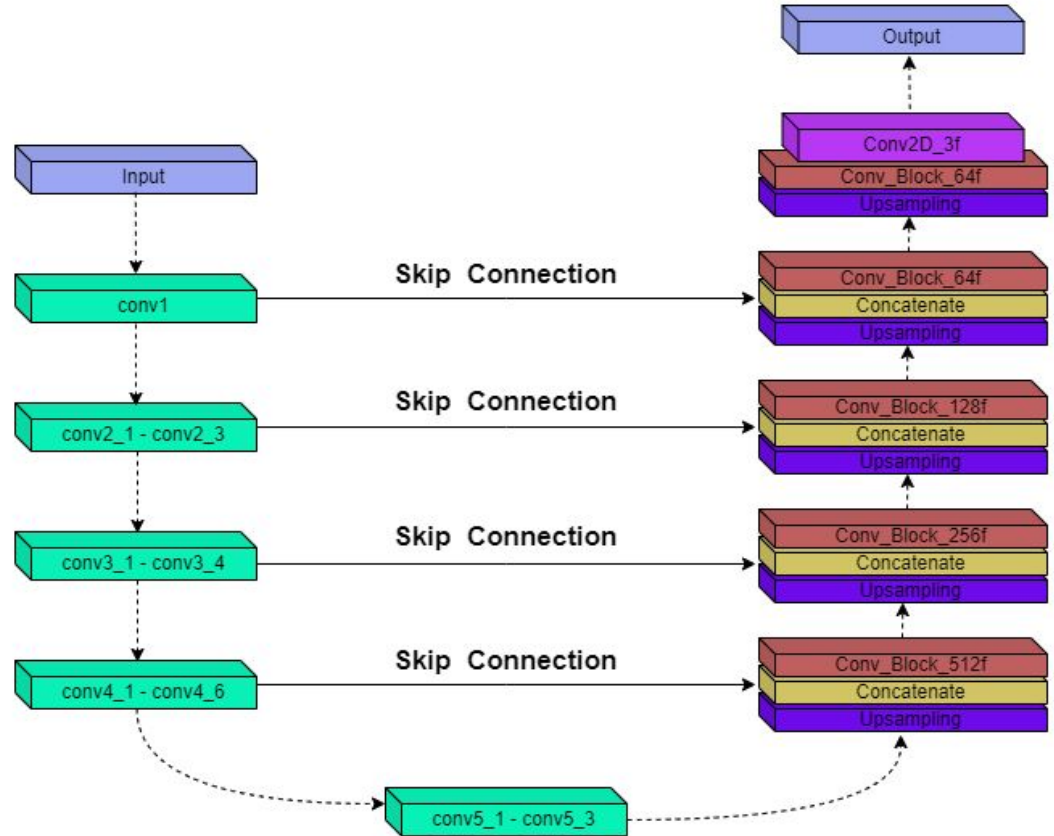 Output
Conv2D_3f
Input
Conv_Block_64f
Upsampling
conv1
Skip Connection
Conv_Block_64f
Concatenate
Upsampling
conv2_1 - conv2_3
Skip Connection
Conv_Block_128f
Concatenate
Upsampling
conv3_1 - conv3_4
Skip Connection
Conv_Block_256f
Concatenate
Upsampling
conv4_1 - conv4_6
Skip Connection
Conv_Block_512f
Concatenate
Upsampling
conv5_1 - conv5_3